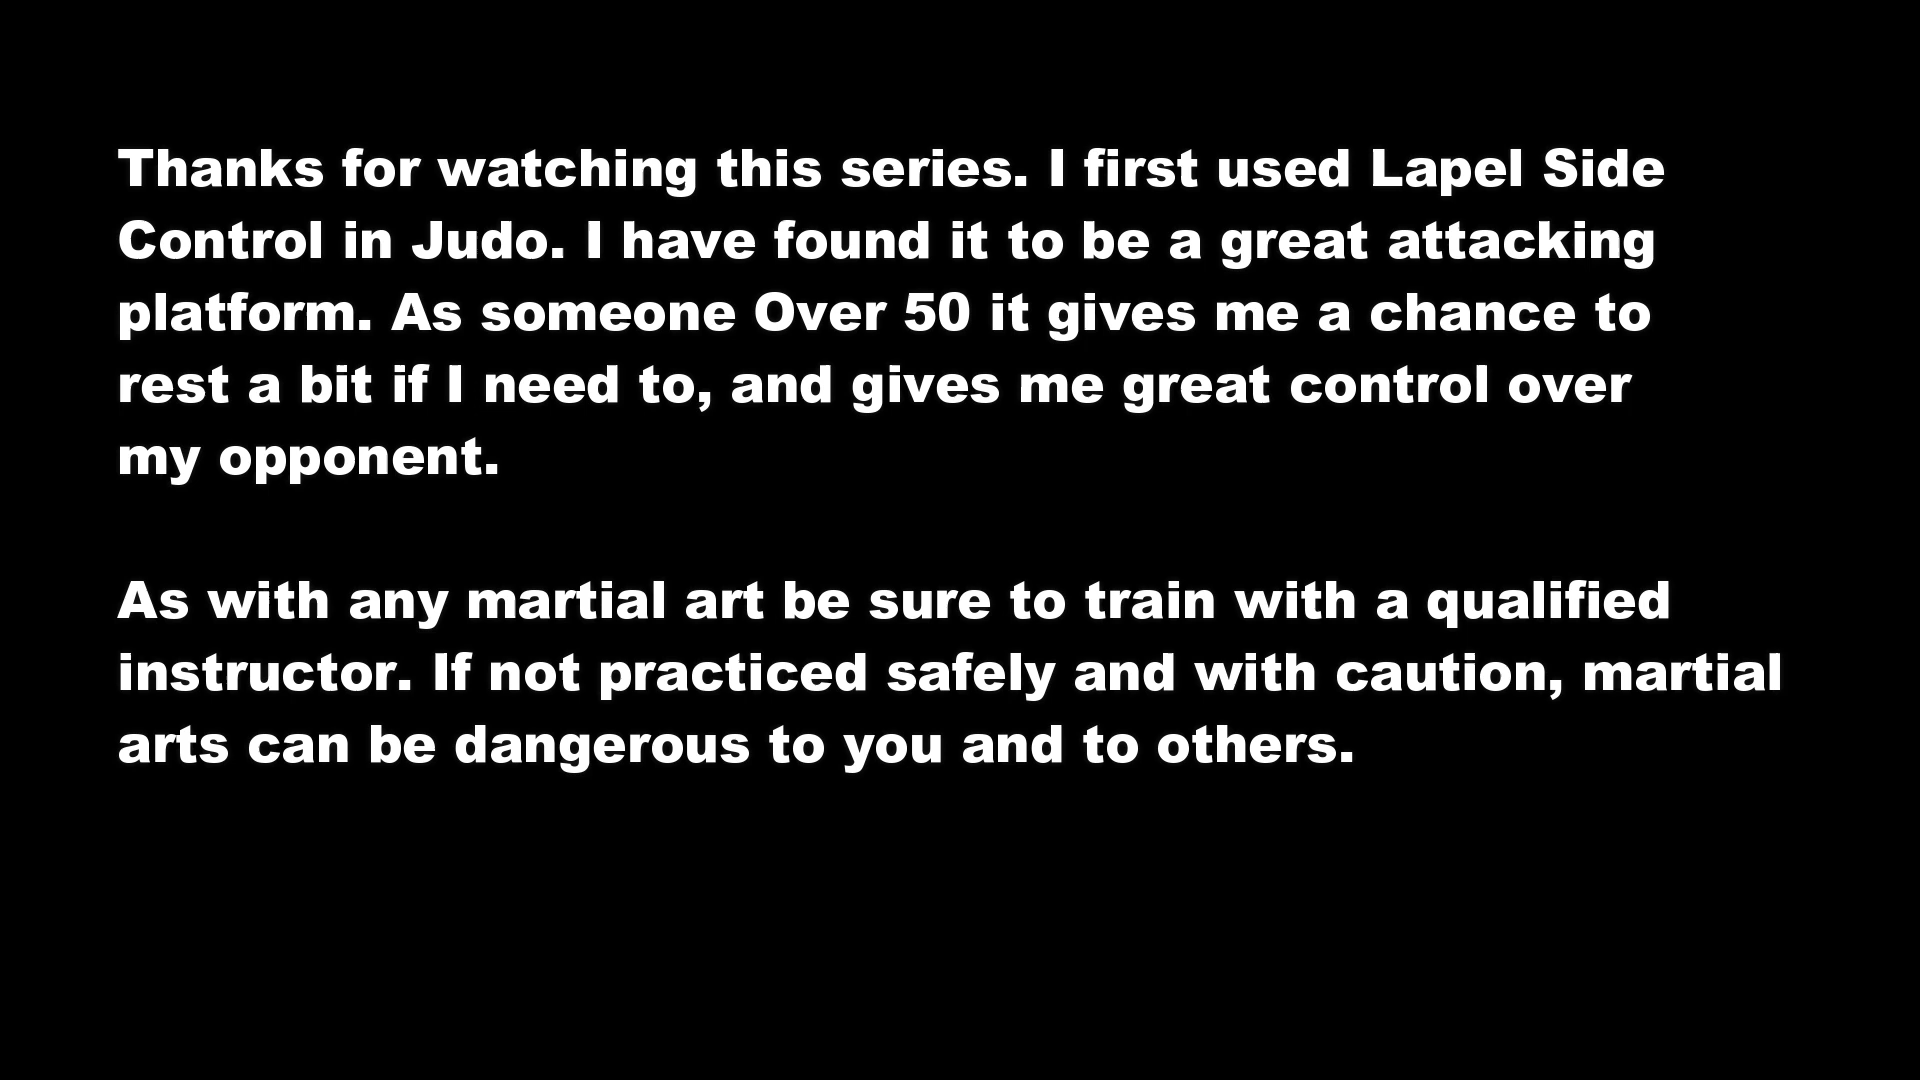 Thanks for watching this series. I first used Lapel Side
Control in Judo. I have found it to be a great attacking
platform. As someone Over 50 it gives me a chance to
rest a bit if I need to, and gives me great control over
my opponent.
As with any martial art be sure to train with a qualified
instructor. If not practiced safely and with caution, martial
arts can be dangerous to you and to others.